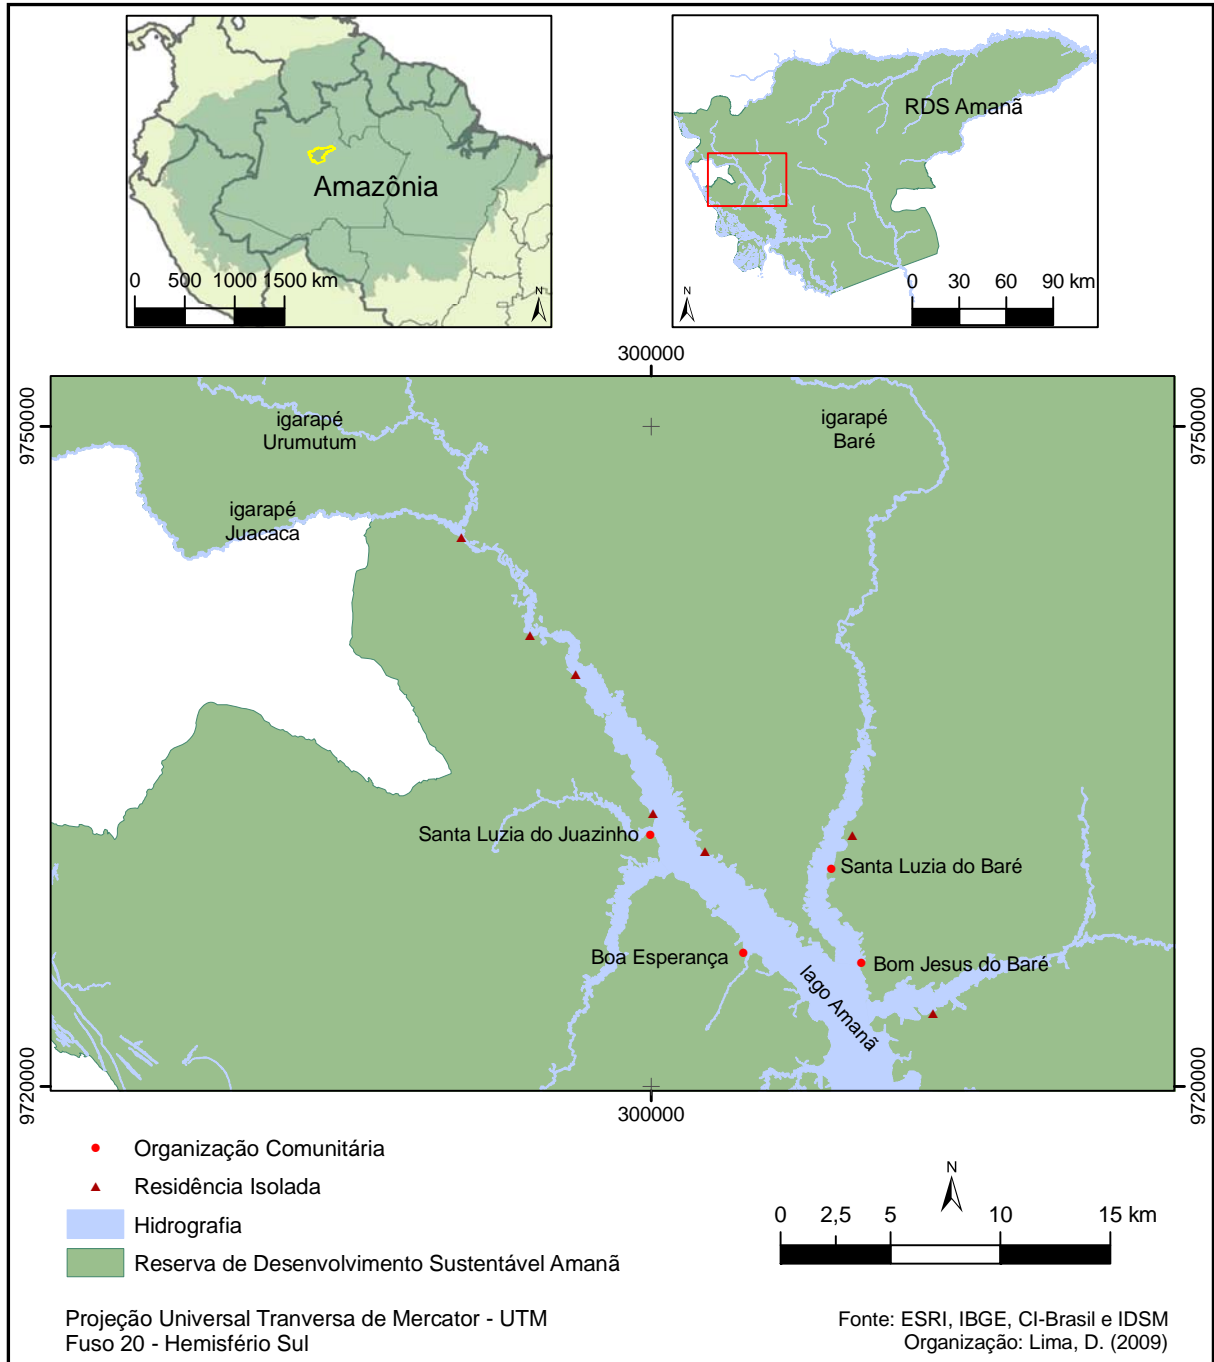 Amazônia
0 500 1000 1500 km
N
RDS Amanã
0 30 60 90 km
N
300000
9750000
9750000
igarapé
Urumutum
igarapé
Baré
igarapé
Juacaca
Santa Luzia do Juazinho
Santa Luzia do Baré
Boa Esperança
Bom Jesus do Baré
lago Amanã
9720000
9720000
300000
Organização Comunitária
Residência Isolada
Hidrografia
Reserva de Desenvolvimento Sustentável Amanã
N
0 2,5 5 10 15 km
Projeção Universal Tranversa de Mercator - UTM
Fuso 20 - Hemisfério Sul
Fonte: ESRI, IBGE, CI-Brasil e IDSM
Organização: Lima, D. (2009)